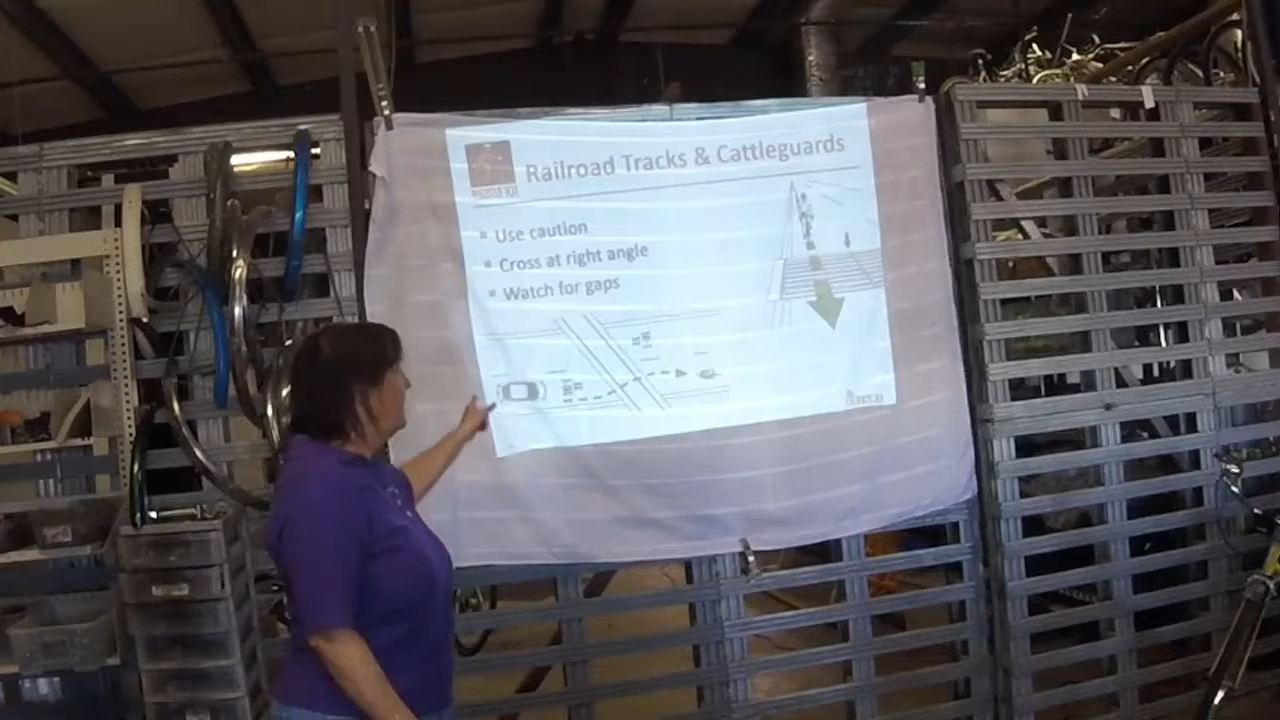 Railroad Tracks & Cattleguards
Use caution
Cross at right angle
Watch for gaps